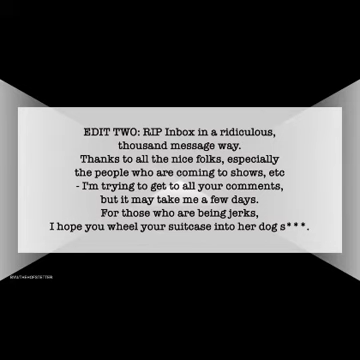 EDIT TWO: RIP Inbox in a ridiculous,
thousand message way.
Thanks to all the nice folks, especially
the people who are coming to shows, etc
- I'm trying to get to all your comments,
but it may take me a few days.
For those who are being jerks,
I hope you wheel your suitcase into her dog s***.